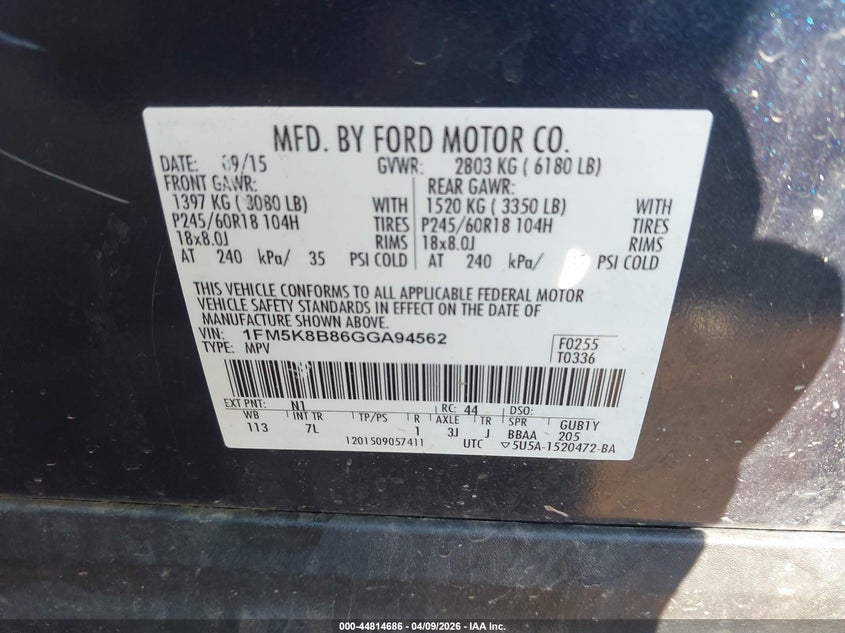 MFD. BY FORD MOTOR CO.
DATE: 09/15 GVWR: 2803 KG ( 6180 LB)
FRONT GAWR: REAR GAWR:
1397 KG ( 3080 LB) WITH 1520 KG ( 3350 LB) WITH
P245/60R18 104H TIRES P245/60R18 104H TIRES
18x8.0J RIMS 18x8.0J RIMS
AT 240 kPa/ 35 PSI COLD AT 240 kPa/ PSI COLD
THIS VEHICLE CONFORMS TO ALL APPLICABLE FEDERAL MOTOR
VEHICLE SAFETY STANDARDS IN EFFECT ON THE DATE OF
MANUFACTURE SHOWN ABOVE.
VIN: 1FM5K8B86GGA94562 F0255
TYPE: MPV T0336
EXT PNT: N1 RC: 44 DSO:
WB INT TR TP/PS R AXLE TR SPR GUB1Y
113 7L 1 3J J BBAA 205
1201509057411 UTC ▽5U5A-1520472-BA
000-44814686 | 04/09/2026 | IAA Inc.